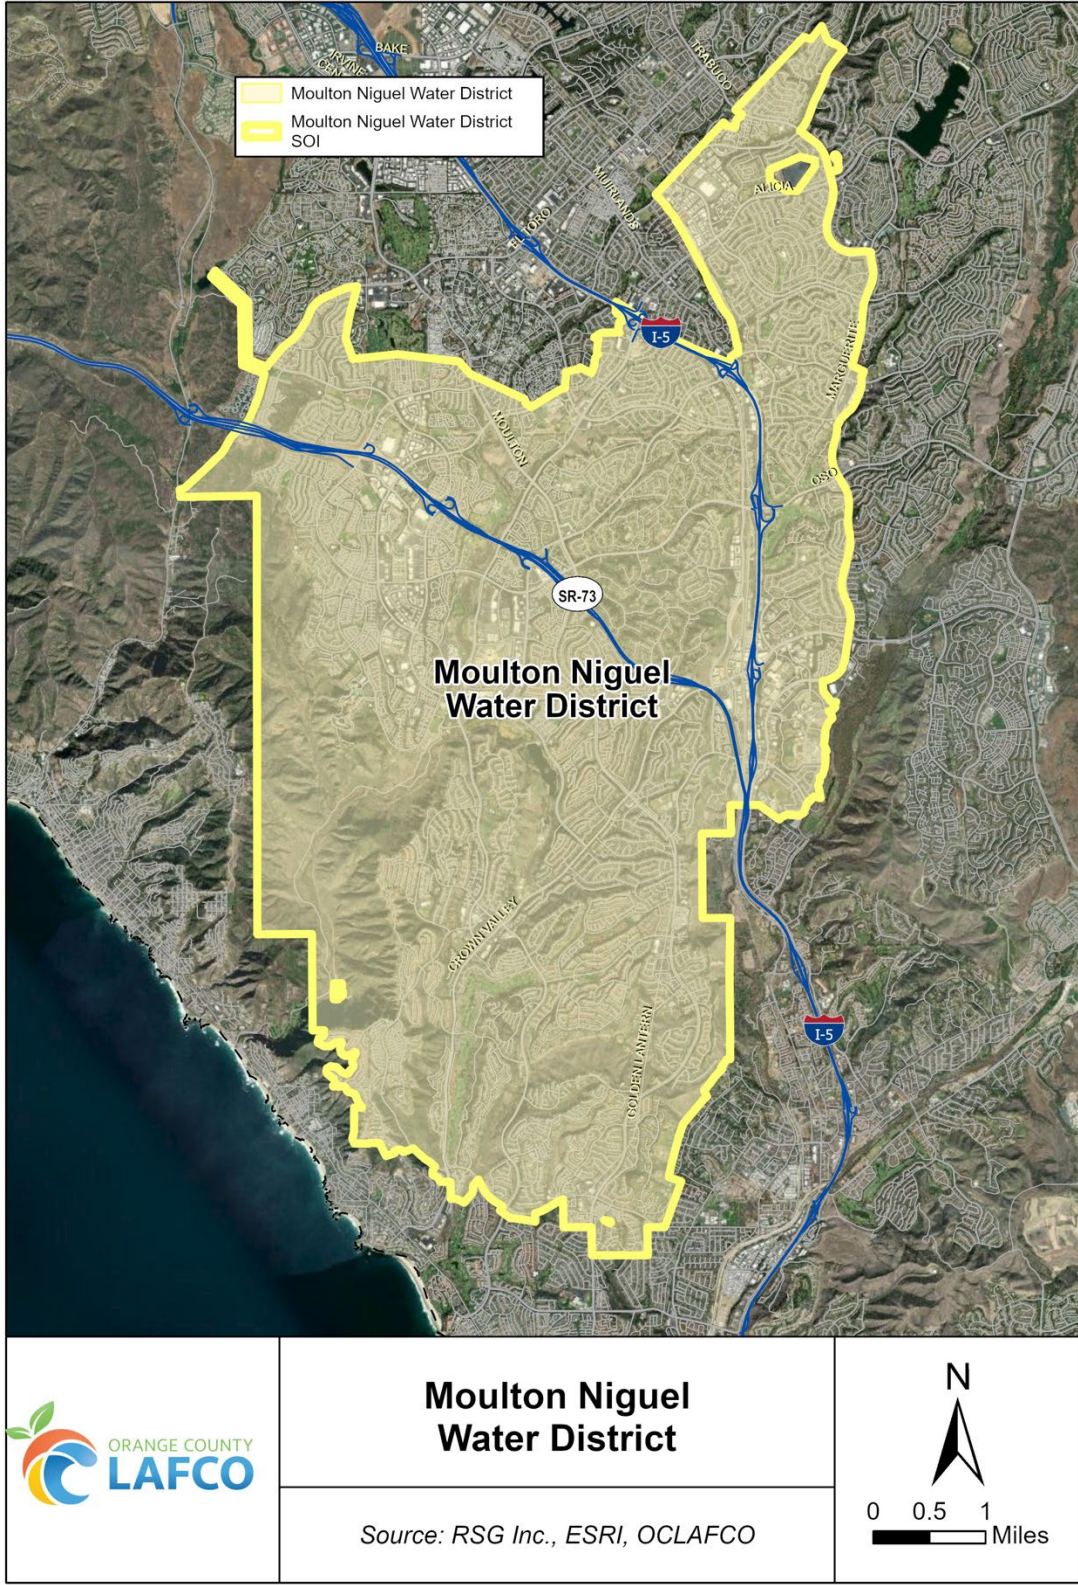 BAKE
IRVINE
CEN
TRABUCO
Moulton Niguel Water District
Moulton Niguel Water District
SOI
MUIRLANDS
ALICIA
EL TORO
I-5
MARGUERITE
MOULTON
OSO
SR-73
Moulton Niguel
Water District
CROWN VALLEY
GOLDEN LANTERN
I-5
ORANGE COUNTY
LAFCO
Moulton Niguel
Water District
Source: RSG Inc., ESRI, OCLAFCO
N
0 0.5 1
Miles